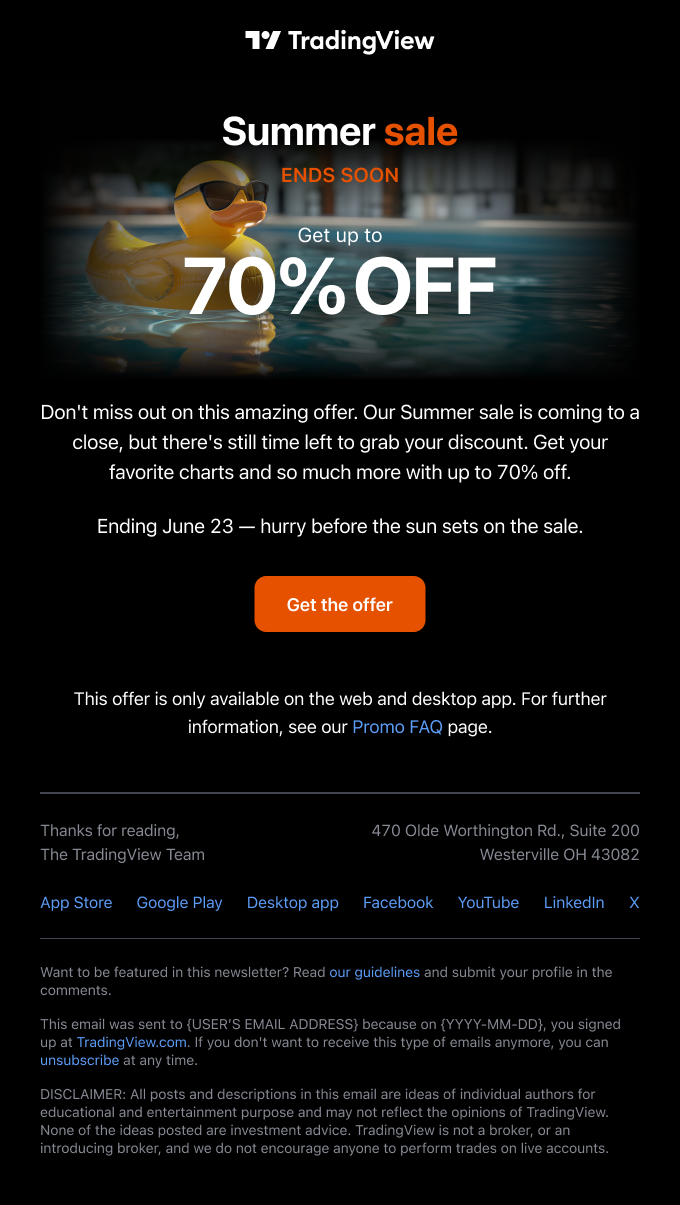 TradingView
Summer sale
ENDS SOON
Get up to
70% OFF
Don't miss out on this amazing offer. Our Summer sale is coming to a
close, but there's still time left to grab your discount. Get your
favorite charts and so much more with up to 70% off.
Ending June 23 — hurry before the sun sets on the sale.
Get the offer
This offer is only available on the web and desktop app. For further
information, see our Promo FAQ page.
Thanks for reading,
The TradingView Team
470 Olde Worthington Rd., Suite 200
Westerville OH 43082
App Store Google Play Desktop app Facebook YouTube LinkedIn X
Want to be featured in this newsletter? Read our guidelines and submit your profile in the
comments.
This email was sent to {USER’S EMAIL ADDRESS} because on {YYYY-MM-DD}, you signed
up at TradingView.com. If you don't want to receive this type of emails anymore, you can
unsubscribe at any time.
DISCLAIMER: All posts and descriptions in this email are ideas of individual authors for
educational and entertainment purpose and may not reflect the opinions of TradingView.
None of the ideas posted are investment advice. TradingView is not a broker, or an
introducing broker, and we do not encourage anyone to perform trades on live accounts.